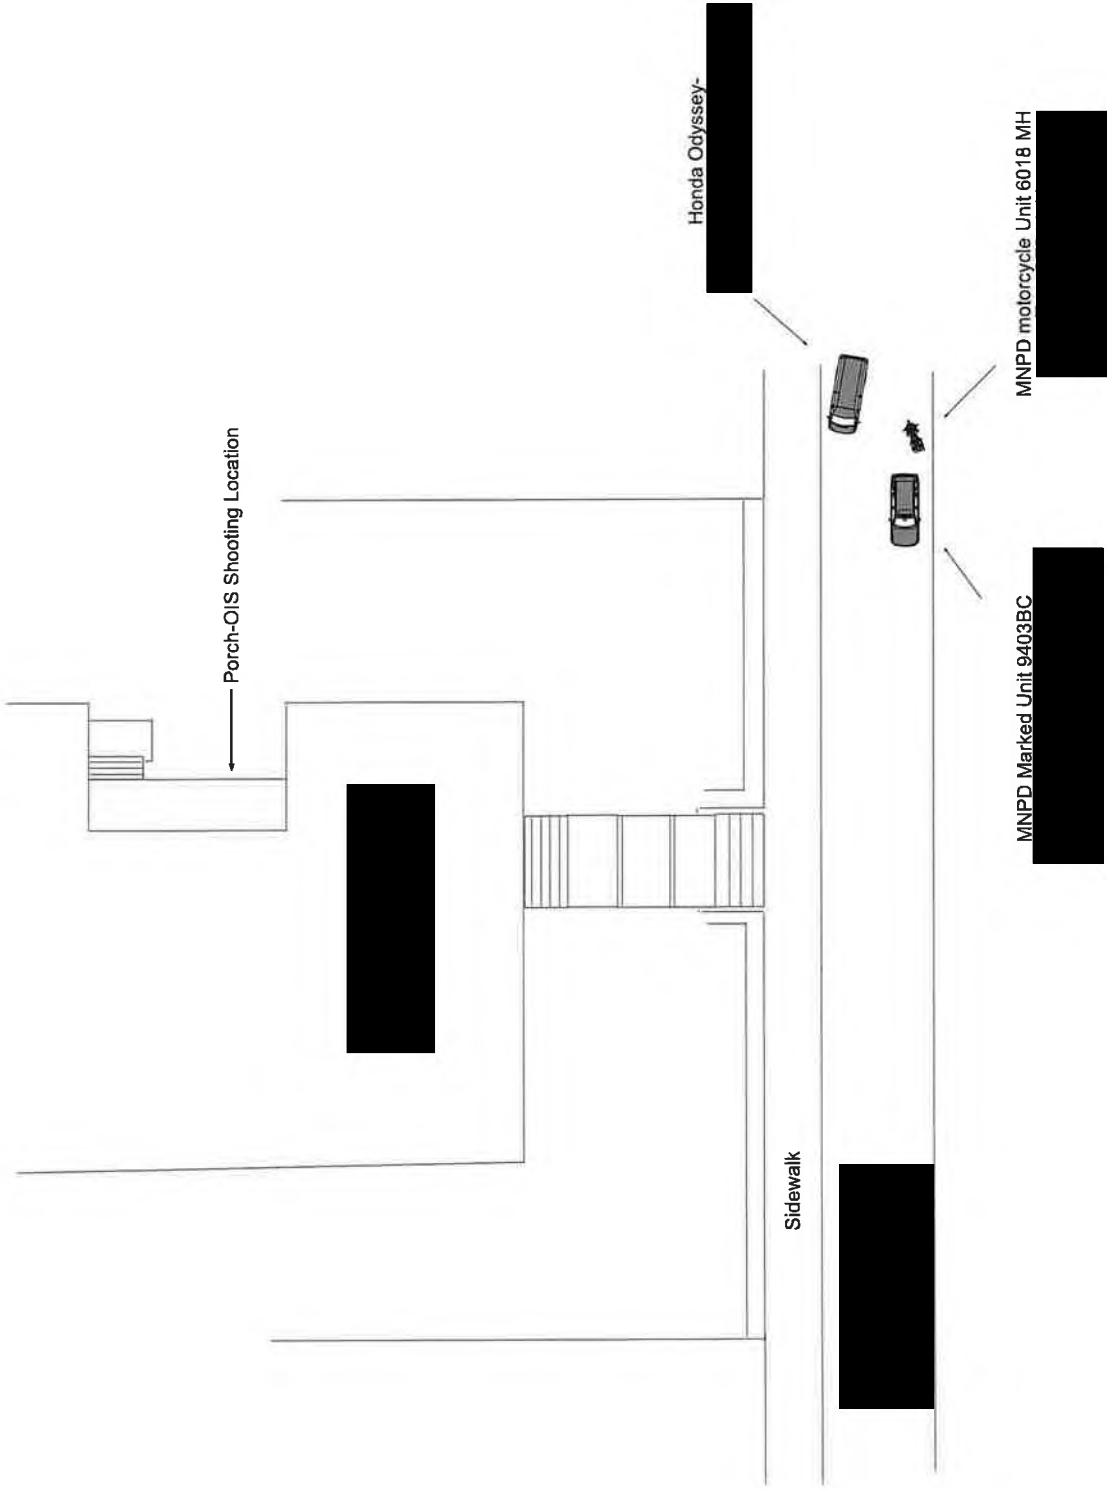 Honda Odyssey-
MNPD motorcycle Unit 6018 MH
Porch-OIS Shooting Location
MNPD Marked Unit 9403BC
Sidewalk